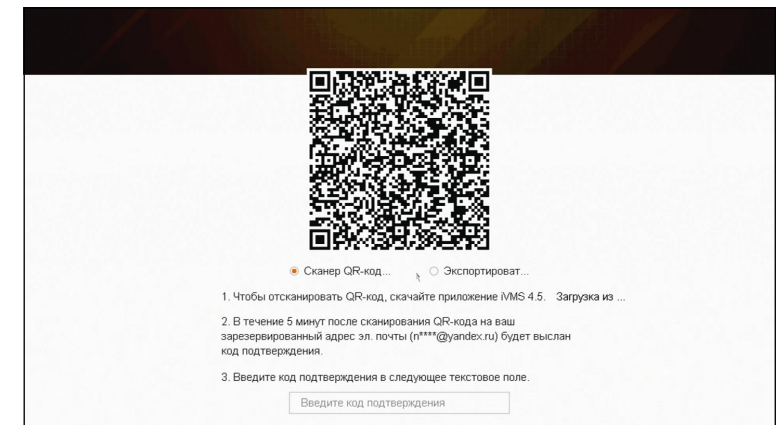 Сканер QR-код... Экспортироват...
1. Чтобы отсканировать QR-код, скачайте приложение iVMS 4.5. Загрузка из ...
2. В течение 5 минут после сканирования QR-кода на ваш
зарезервированный адрес эл. почты (n****@yandex.ru) будет выслан
код подтверждения.
3. Введите код подтверждения в следующее текстовое поле.
Введите код подтверждения